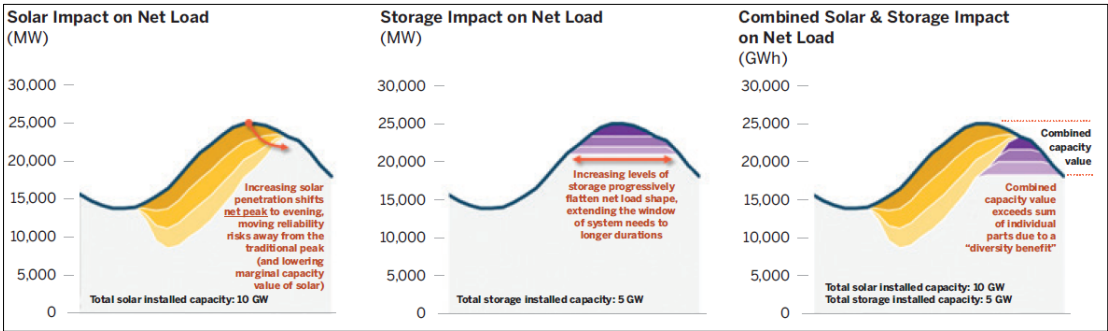 Solar Impact on Net Load
(MW)
30,000
25,000
20,000
15,000
10,000
5,000
0
Increasing solar
penetration shifts
net peak to evening,
moving reliability
risks away from the
traditional peak
(and lowering
marginal capacity
value of solar)
Total solar installed capacity: 10 GW
Storage Impact on Net Load
(MW)
30,000
25,000
20,000
15,000
10,000
5,000
0
Increasing levels of
storage progressively
flatten net load shape,
extending the window
of system needs to
longer durations
Total storage installed capacity: 5 GW
Combined Solar & Storage Impact
on Net Load
(GWh)
30,000
25,000
20,000
15,000
10,000
5,000
0
Combined
capacity
value
Combined
capacity value
exceeds sum
of individual
parts due to a
“diversity benefit”
Total solar installed capacity: 10 GW
Total storage installed capacity: 5 GW